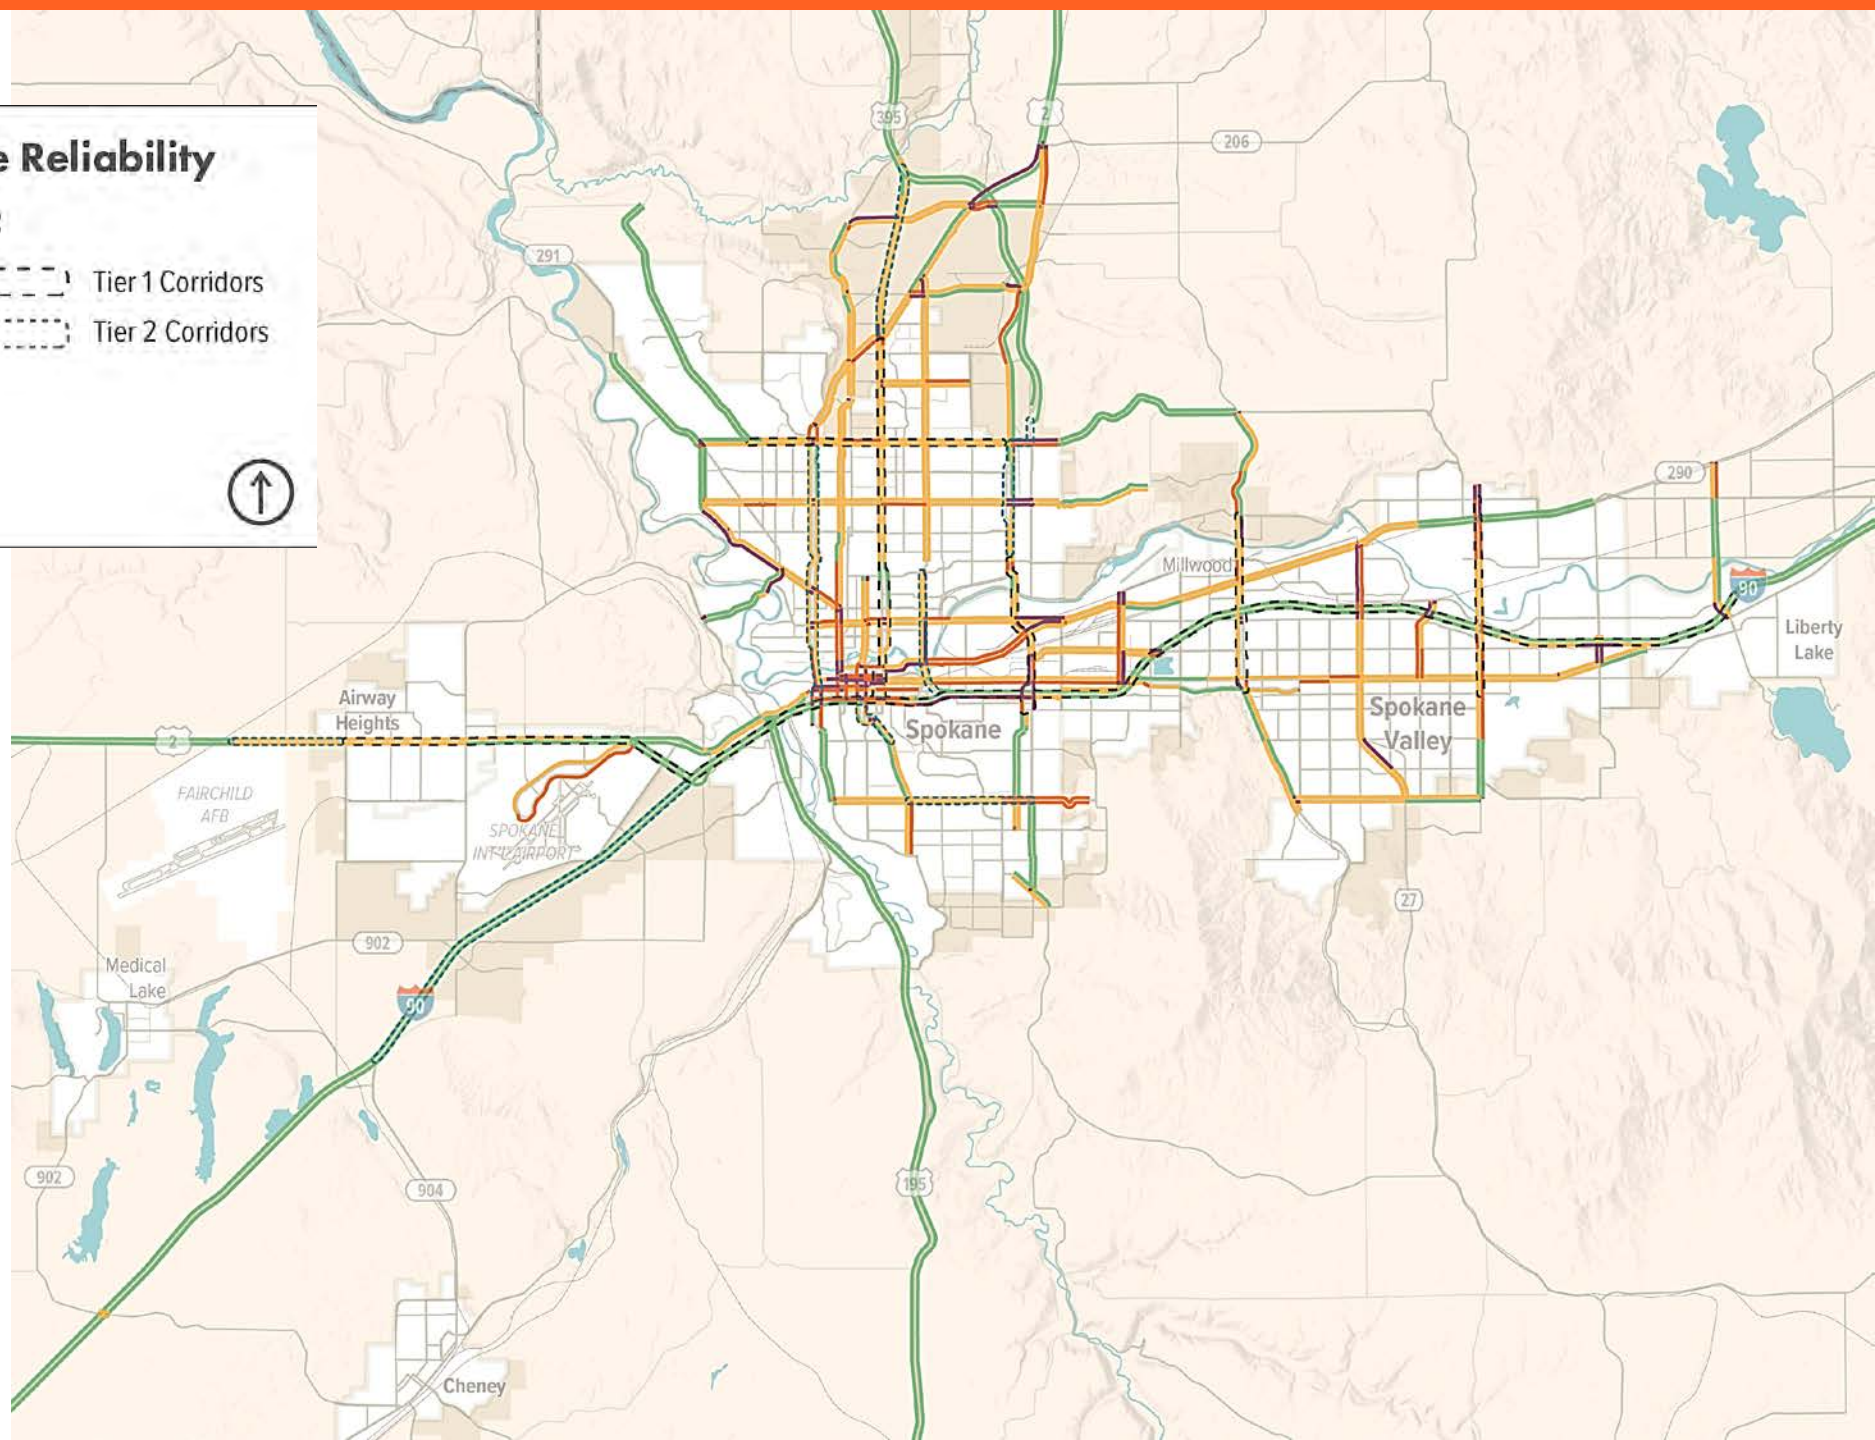 e Reliability
Tier 1 Corridors
Tier 2 Corridors
395
2
206
291
290
Millwood
90
Liberty
Lake
Airway
Heights
2
Spokane
Spokane
Valley
FAIRCHILD
AFB
SPOKANE
INT'L AIRPORT
27
902
Medical
Lake
90
902
904
195
Cheney